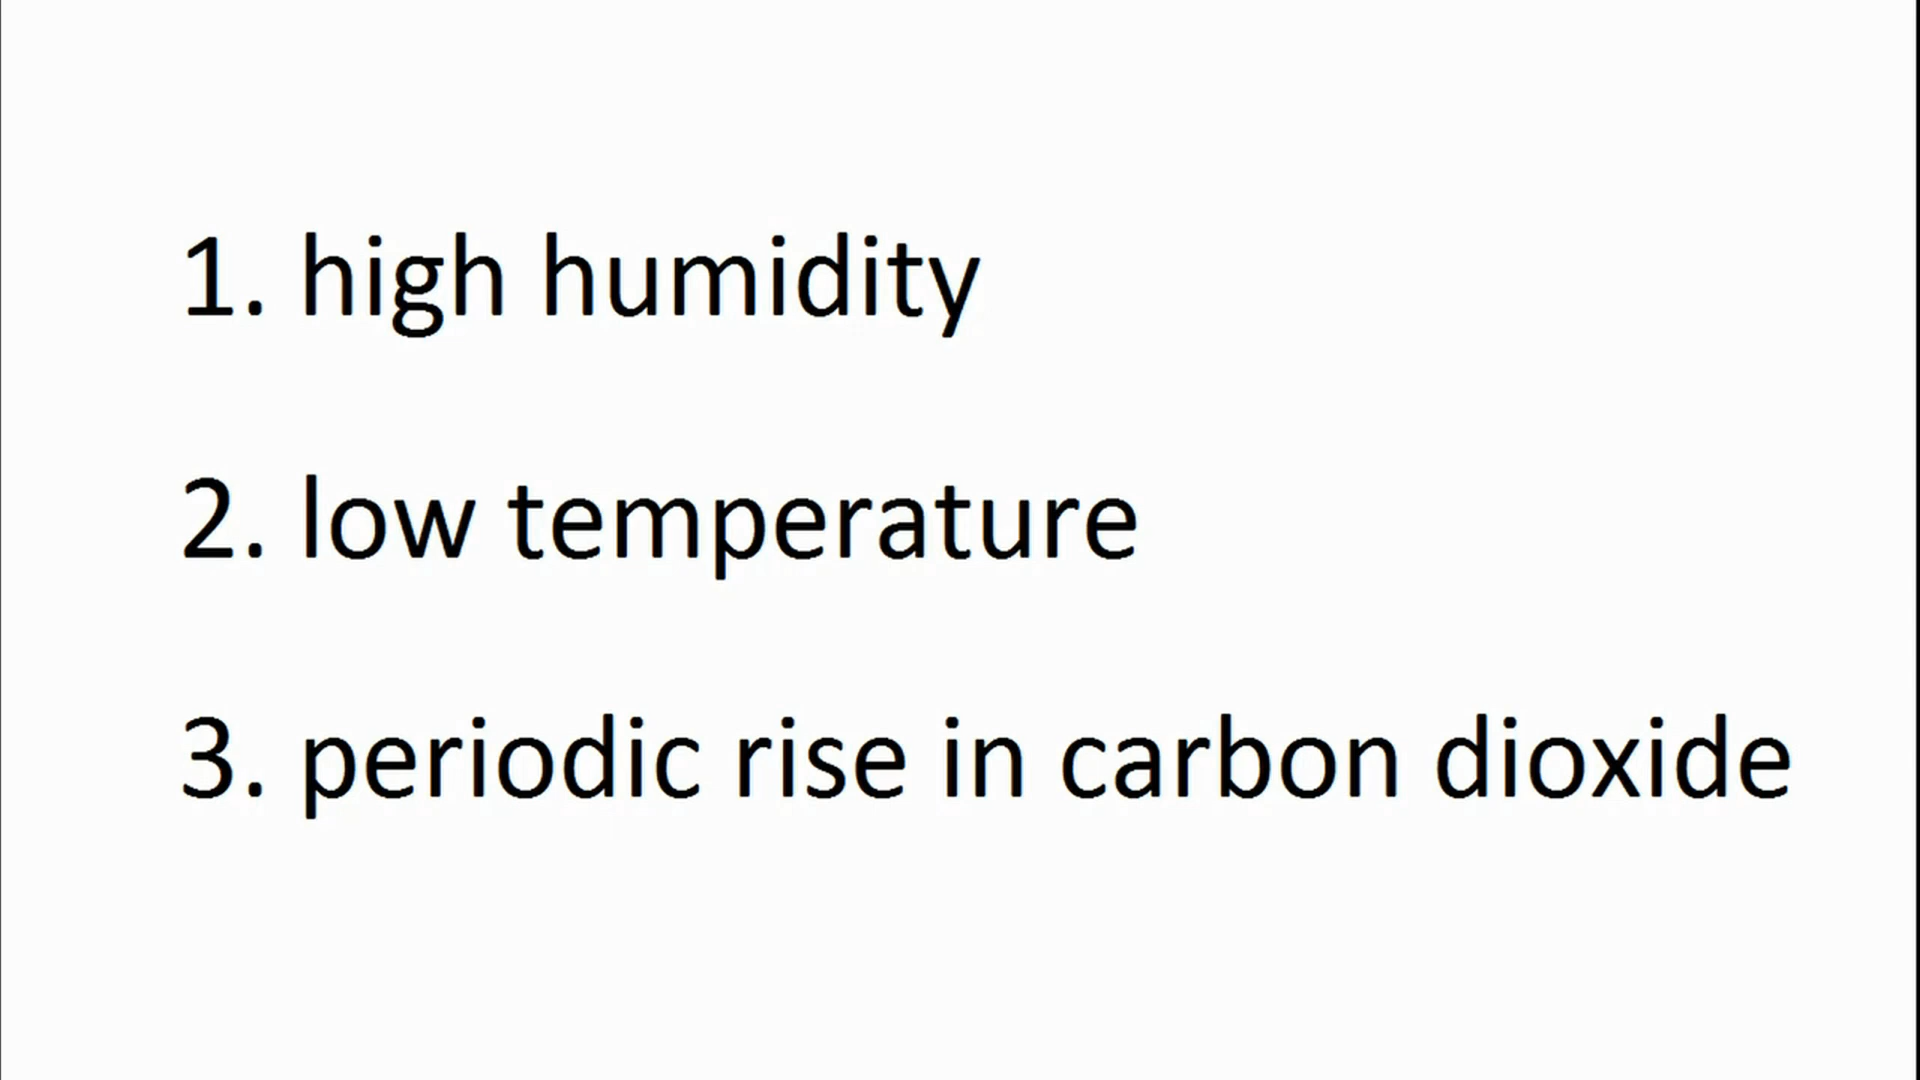 1. high humidity
2. low temperature
3. periodic rise in carbon dioxide